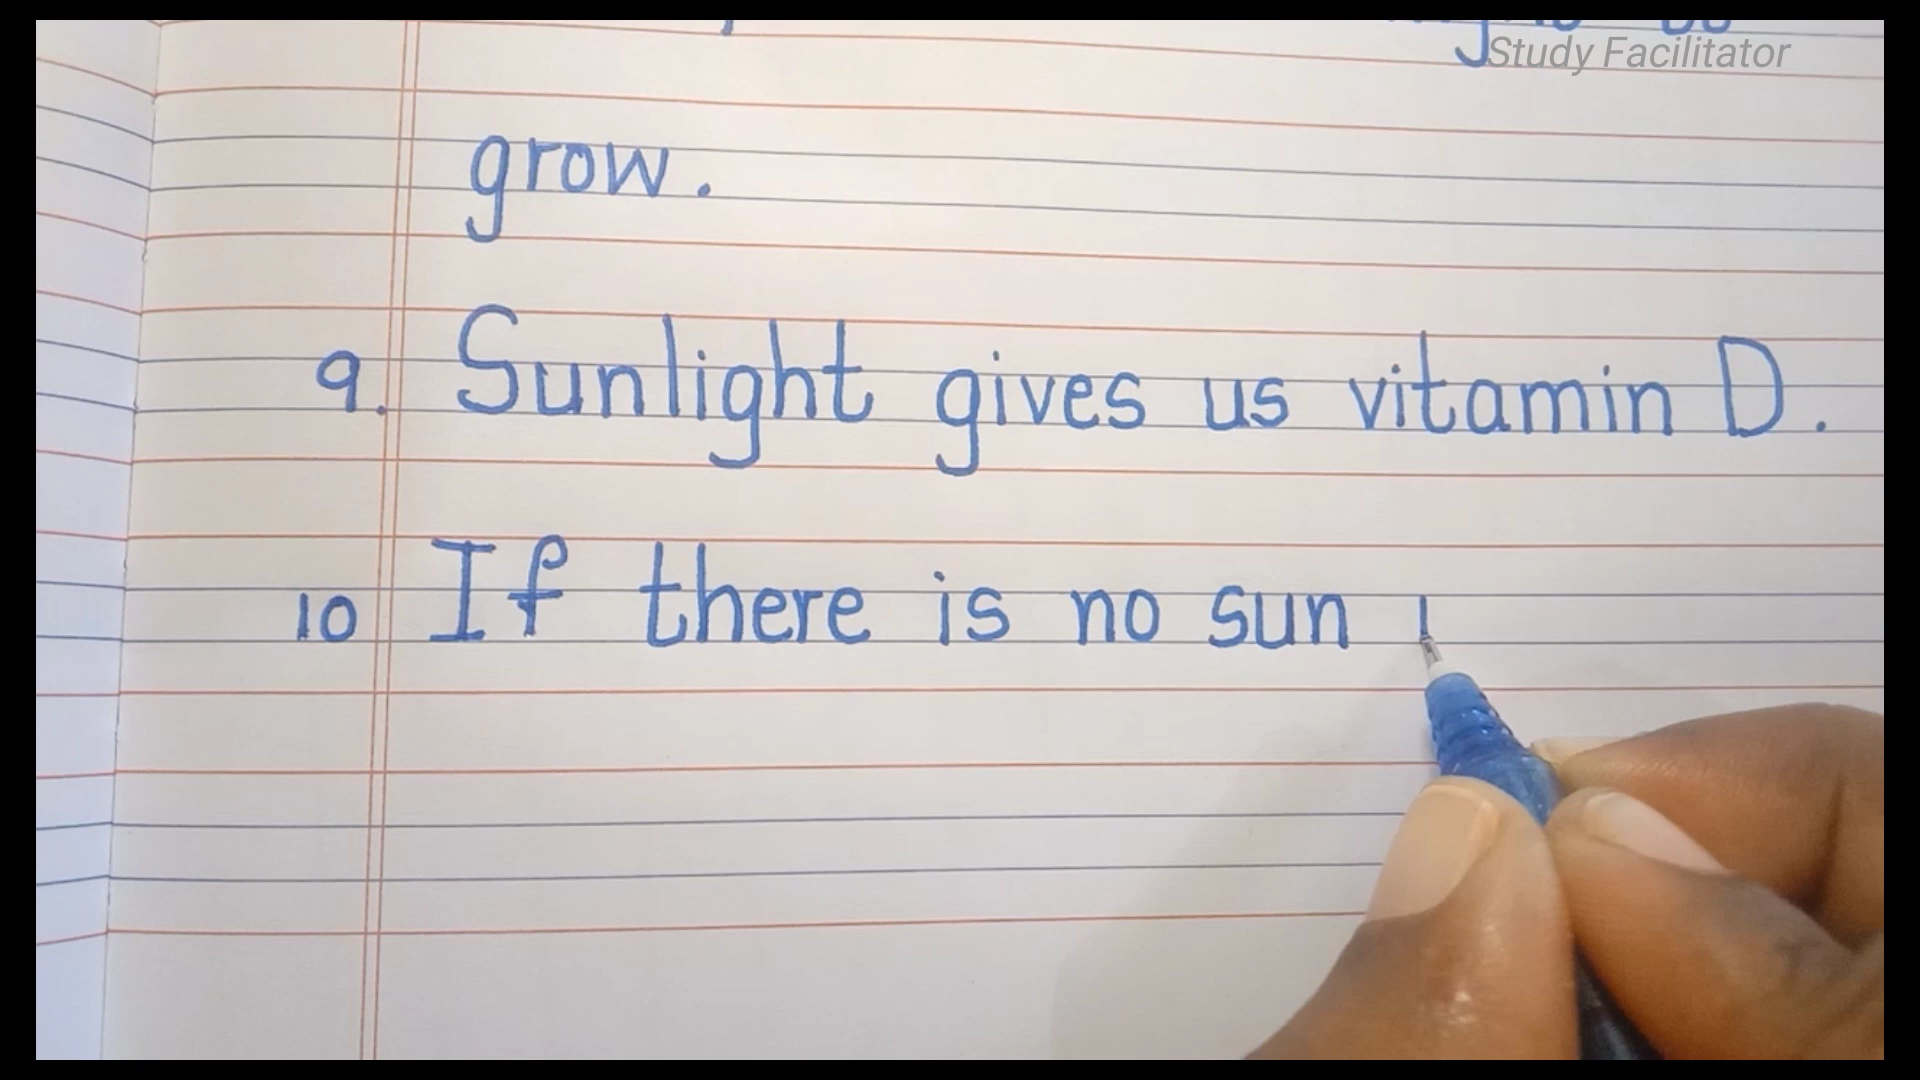 Study Facilitator
grow.
9. Sunlight gives us vitamin D.
10 If there is no sun